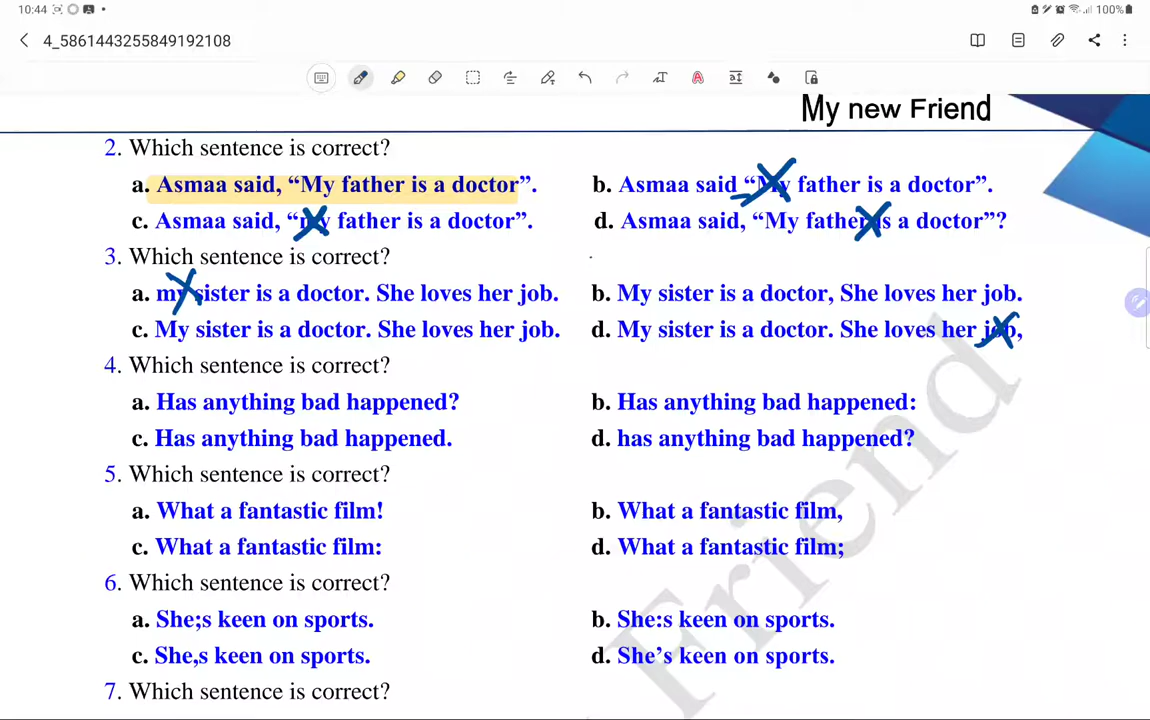 10:44 100%
4_5861443255849192108
My new Friend
2. Which sentence is correct?
a. Asmaa said, “My father is a doctor”. b. Asmaa said “My father is a doctor”.
c. Asmaa said, “my father is a doctor”. d. Asmaa said, “My father is a doctor”?
3. Which sentence is correct?
a. my sister is a doctor. She loves her job. b. My sister is a doctor, She loves her job.
c. My sister is a doctor. She loves her job. d. My sister is a doctor. She loves her job,
4. Which sentence is correct?
a. Has anything bad happened? b. Has anything bad happened:
c. Has anything bad happened. d. has anything bad happened?
5. Which sentence is correct?
a. What a fantastic film! b. What a fantastic film,
c. What a fantastic film: d. What a fantastic film;
6. Which sentence is correct?
a. She;s keen on sports. b. She:s keen on sports.
c. She,s keen on sports. d. She’s keen on sports.
7. Which sentence is correct?
Friend